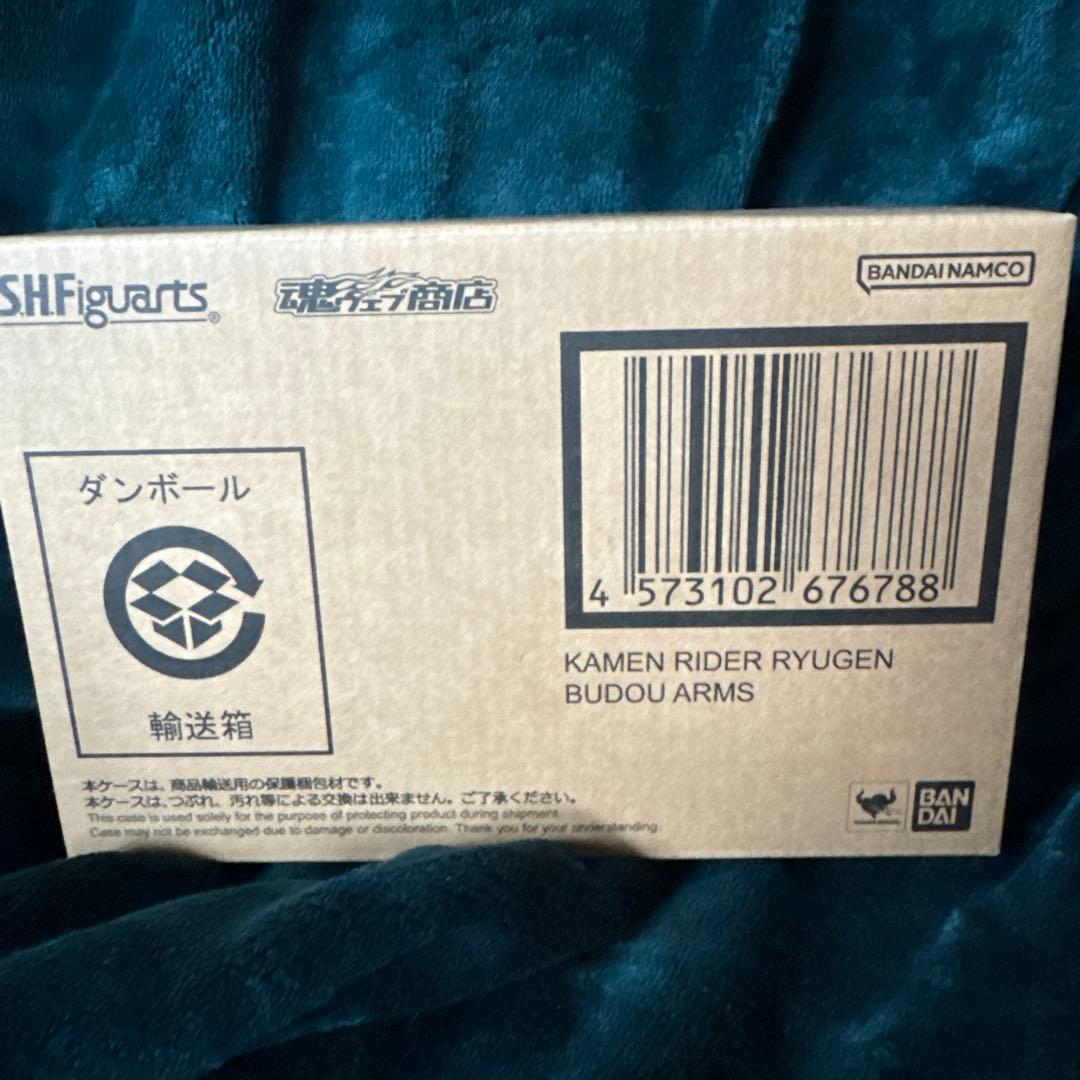 S.H.Figuarts®
魂ウェブ商店
BANDAI NAMCO
ダンボール
輸送箱
4 573102 676788
KAMEN RIDER RYUGEN
BUDOU ARMS
本ケースは、商品輸送用の保護梱包材です。
本ケースは、つぶれ、汚れ等による交換は出来ません。ご了承ください。
This case is used solely for the purpose of protecting product during shipment.
Case may not be exchanged due to damage or discoloration. Thank you for your understanding.
BAN
DAI